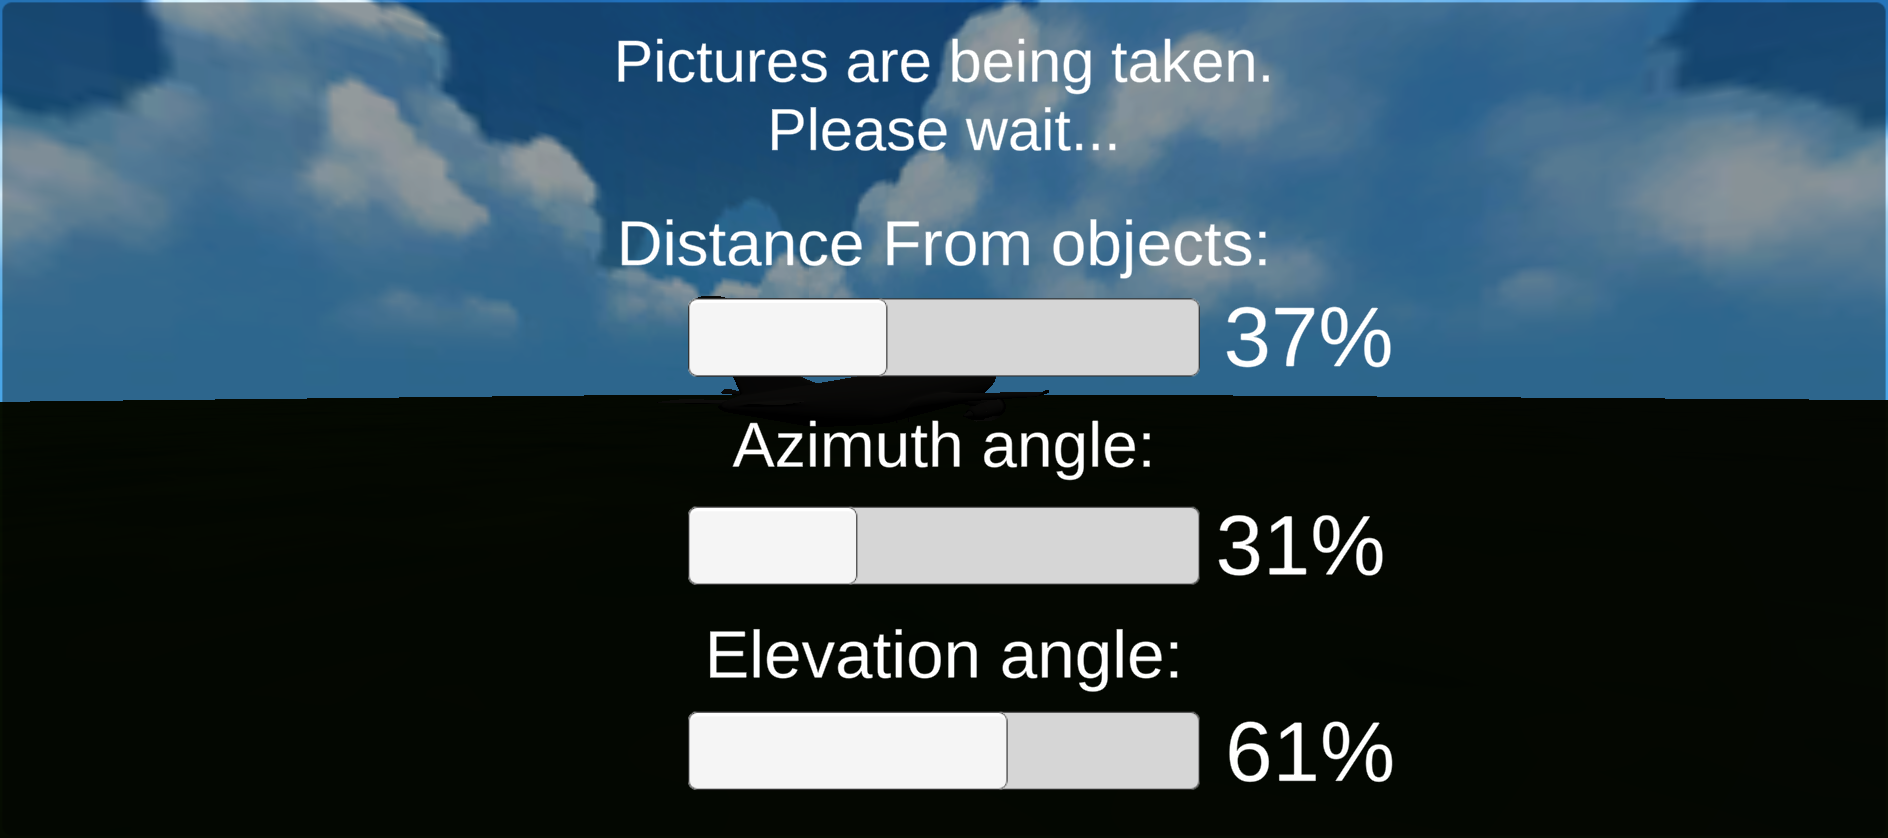 Pictures are being taken.
Please wait...
Distance From objects:
37%
Azimuth angle:
31%
Elevation angle:
61%